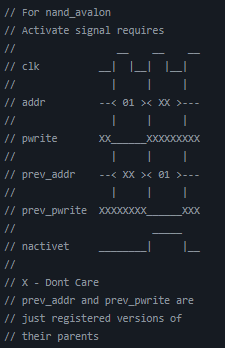 // For nand_avalon
// Activate signal requires
//                 __    __    __
// clk         __|  |__|  |__|
//               |     |     |
// addr        --< 01 >< XX >---
//               |     |     |
// pwrite      XX______XXXXXXXXX
//               |     |     |
// prev_addr   --< XX >< 01 >---
//               |     |     |
// prev_pwrite XXXXXXXX______XXX
//                      _____
// nactivet    ________|     |__
//
// X - Dont Care
// prev_addr and prev_pwrite are
// just registered versions of
// their parents